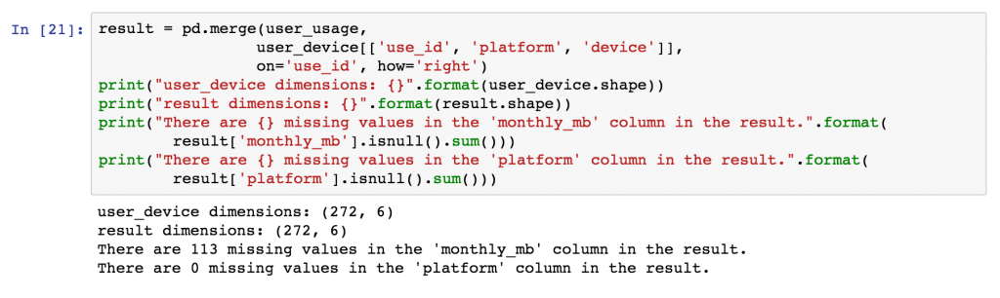 In [21]: result = pd.merge(user_usage,
                 user_device[['use_id', 'platform', 'device']],
                 on='use_id', how='right')
print("user_device dimensions: {}".format(user_device.shape))
print("result dimensions: {}".format(result.shape))
print("There are {} missing values in the 'monthly_mb' column in the result.".format(
        result['monthly_mb'].isnull().sum()))
print("There are {} missing values in the 'platform' column in the result.".format(
        result['platform'].isnull().sum()))
user_device dimensions: (272, 6)
result dimensions: (272, 6)
There are 113 missing values in the 'monthly_mb' column in the result.
There are 0 missing values in the 'platform' column in the result.